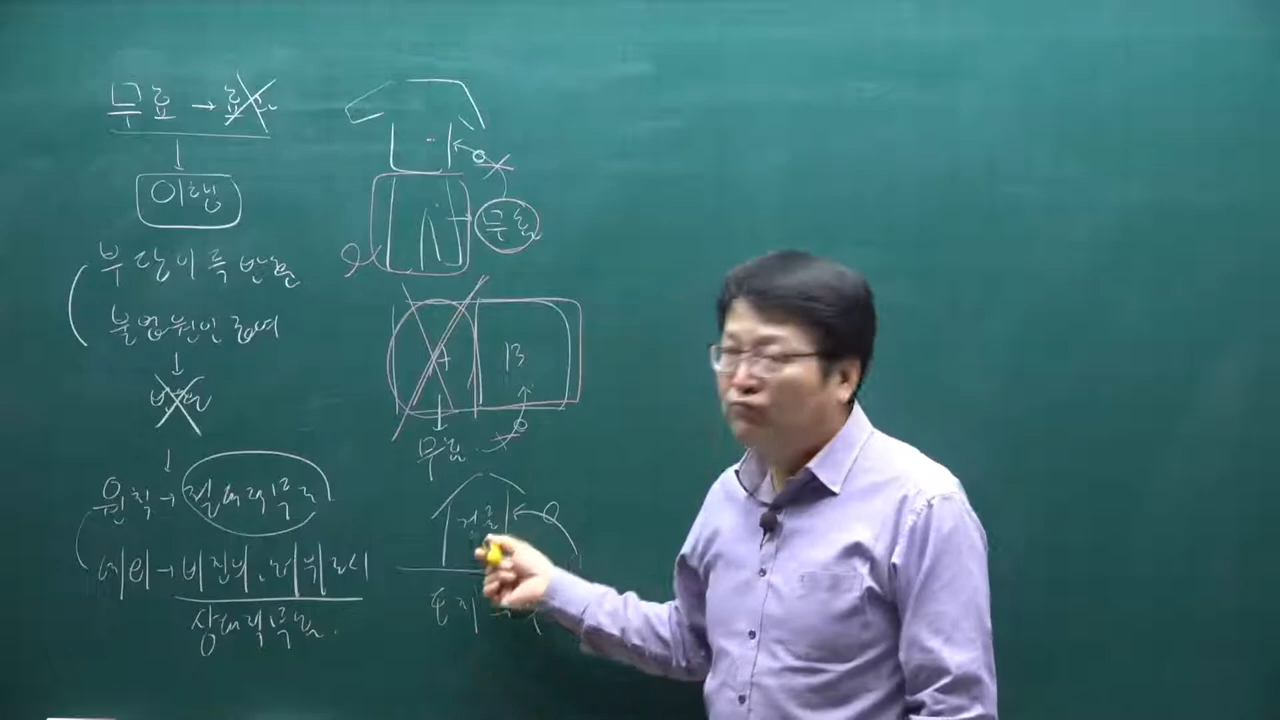 무효 → 효과
이행
부당이득 반환
불법원인급여
반환
원칙 → 절대적 무효
예외 → 비진의, 허위표시
상대적 무효.
무효
B
무효
건물
토지